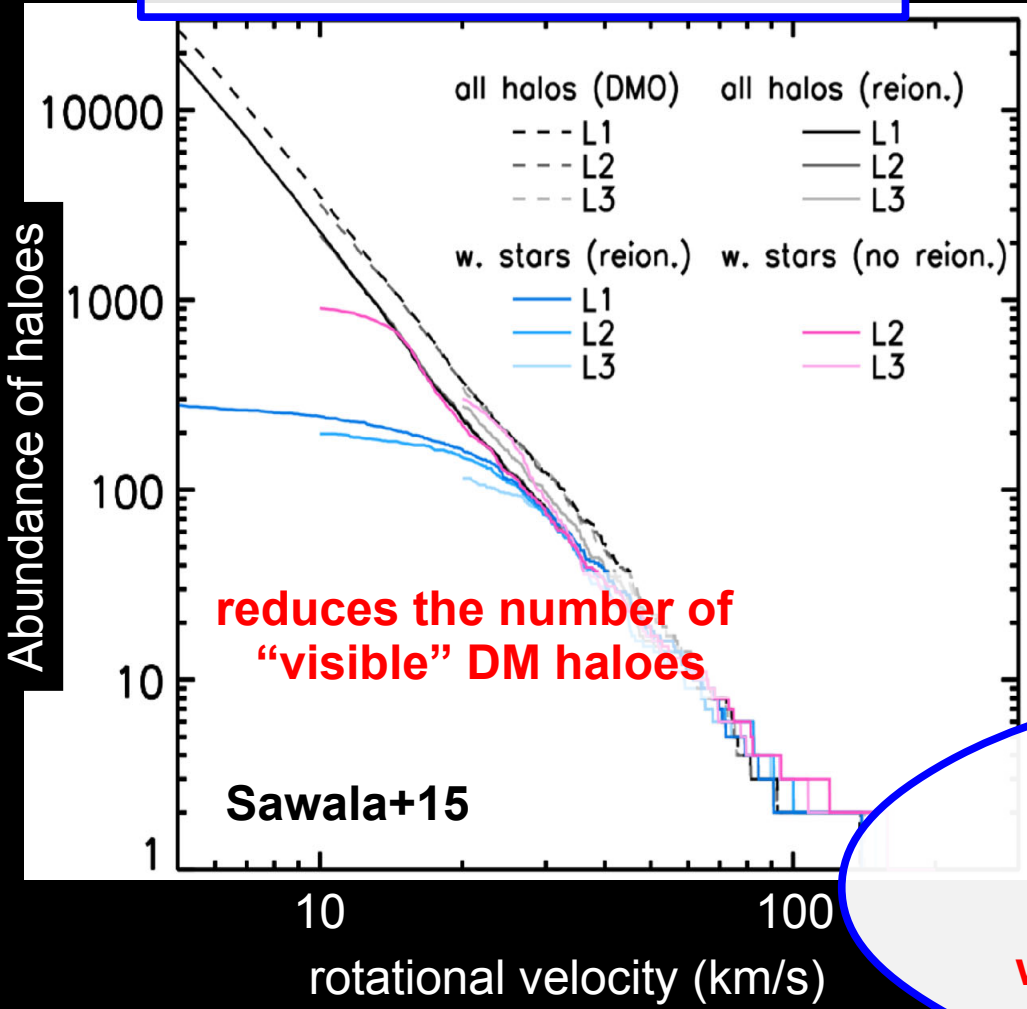 all halos (DMO) all halos (reion.)
L1 L1
L2 L2
L3 L3
w. stars (reion.) w. stars (no reion.)
L1
L2 L2
L3 L3
10000
1000
100
10
1
Abundance of haloes
reduces the number of
“visible” DM haloes
Sawala+15
10 100
rotational velocity (km/s)